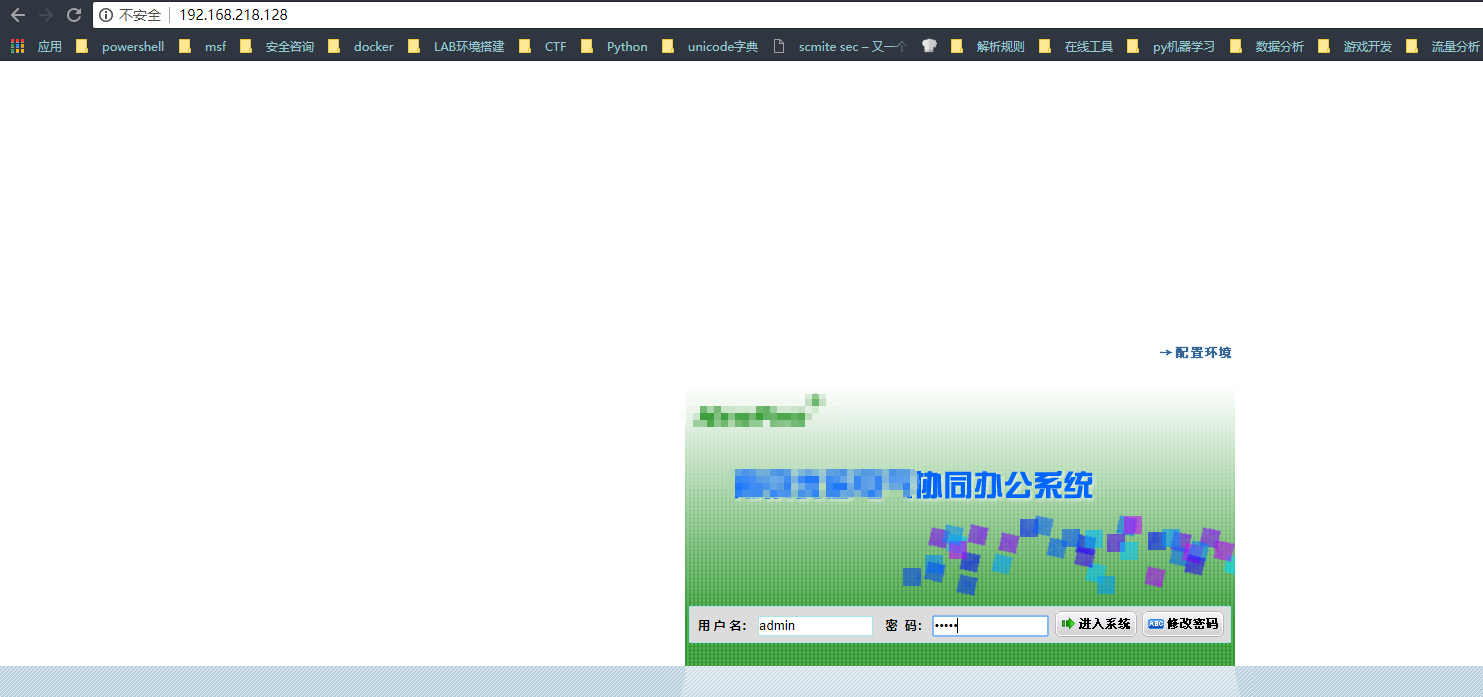 不安全 192.168.218.128
应用 powershell msf 安全咨询 docker LAB环境搭建 CTF Python unicode字典 scmite sec – 又一个 解析规则 在线工具 py机器学习 数据分析 游戏开发 流量分析
→ 配置环境
协同办公系统
用户名: admin 密 码: ••••• 进入系统 ABC 修改密码